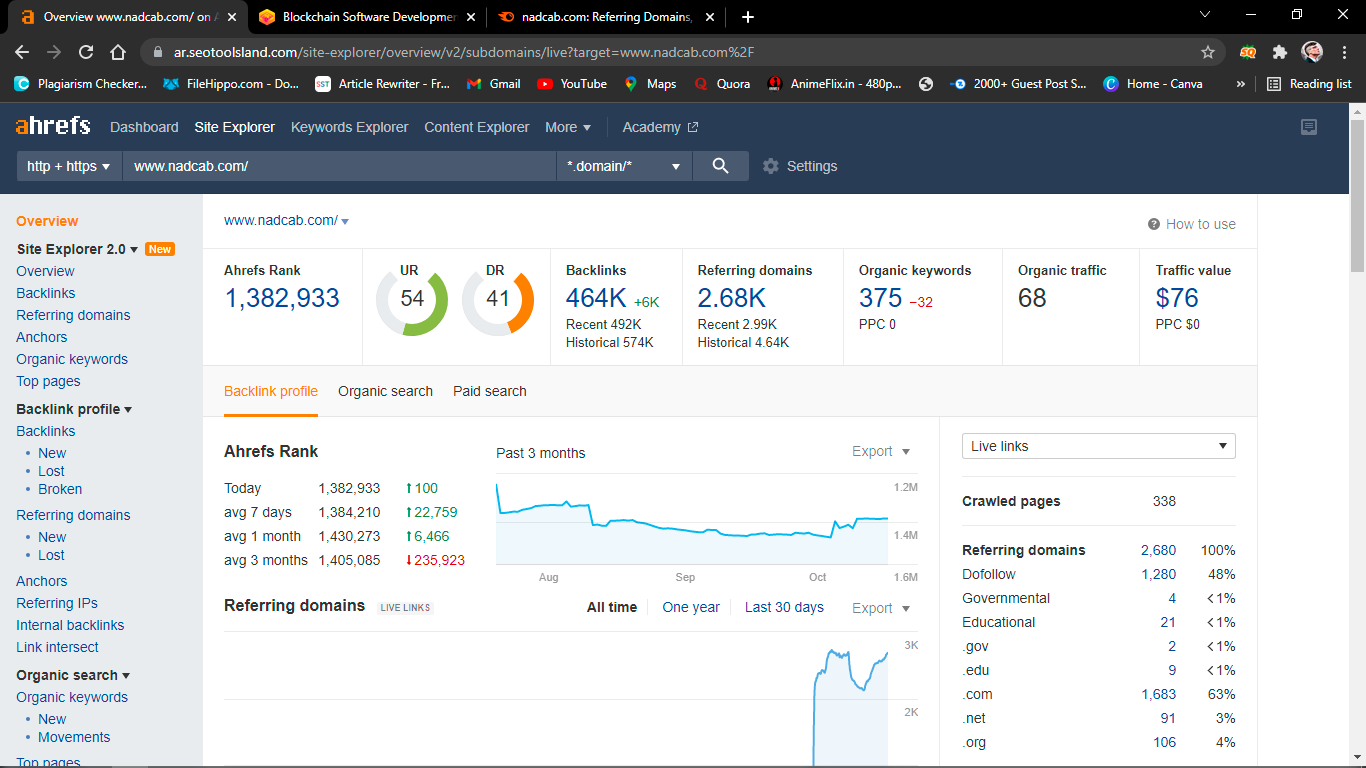 Overview www.nadcab.com/ on A
Blockchain Software Developmen
nadcab.com: Referring Domains,
ar.seotoolsland.com/site-explorer/overview/v2/subdomains/live?target=www.nadcab.com%2F
Plagiarism Checker...
FileHippo.com - Do...
SST
Article Rewriter - Fr...
Gmail
YouTube
Maps
Quora
AnimeFlix.in - 480p...
2000+ Guest Post S...
Home - Canva
»
Reading list
ahrefs
Dashboard
Site Explorer
Keywords Explorer
Content Explorer
More
Academy
http + https
www.nadcab.com/
*.domain/*
Settings
Overview
Site Explorer 2.0
New
Overview
Backlinks
Referring domains
Anchors
Organic keywords
Top pages
Backlink profile
Backlinks
• New
• Lost
• Broken
Referring domains
• New
• Lost
Anchors
Referring IPs
Internal backlinks
Link intersect
Organic search
Organic keywords
• New
• Movements
Top pages
www.nadcab.com/
How to use
Ahrefs Rank
1,382,933
UR
54
DR
41
Backlinks
464K +6K
Recent 492K
Historical 574K
Referring domains
2.68K
Recent 2.99K
Historical 4.64K
Organic keywords
375 −32
PPC 0
Organic traffic
68
Traffic value
$76
PPC $0
Backlink profile
Organic search
Paid search
Ahrefs Rank
Today 1,382,933 ↑100
avg 7 days 1,384,210 ↑22,759
avg 1 month 1,430,273 ↑6,466
avg 3 months 1,405,085 ↓235,923
Past 3 months
Export
1.2M
1.4M
1.6M
Aug Sep Oct
Referring domains LIVE LINKS
All time
One year
Last 30 days
Export
3K
2K
Live links
Crawled pages 338
Referring domains 2,680 100%
Dofollow 1,280 48%
Governmental 4 <1%
Educational 21 <1%
.gov 2 <1%
.edu 9 <1%
.com 1,683 63%
.net 91 3%
.org 106 4%